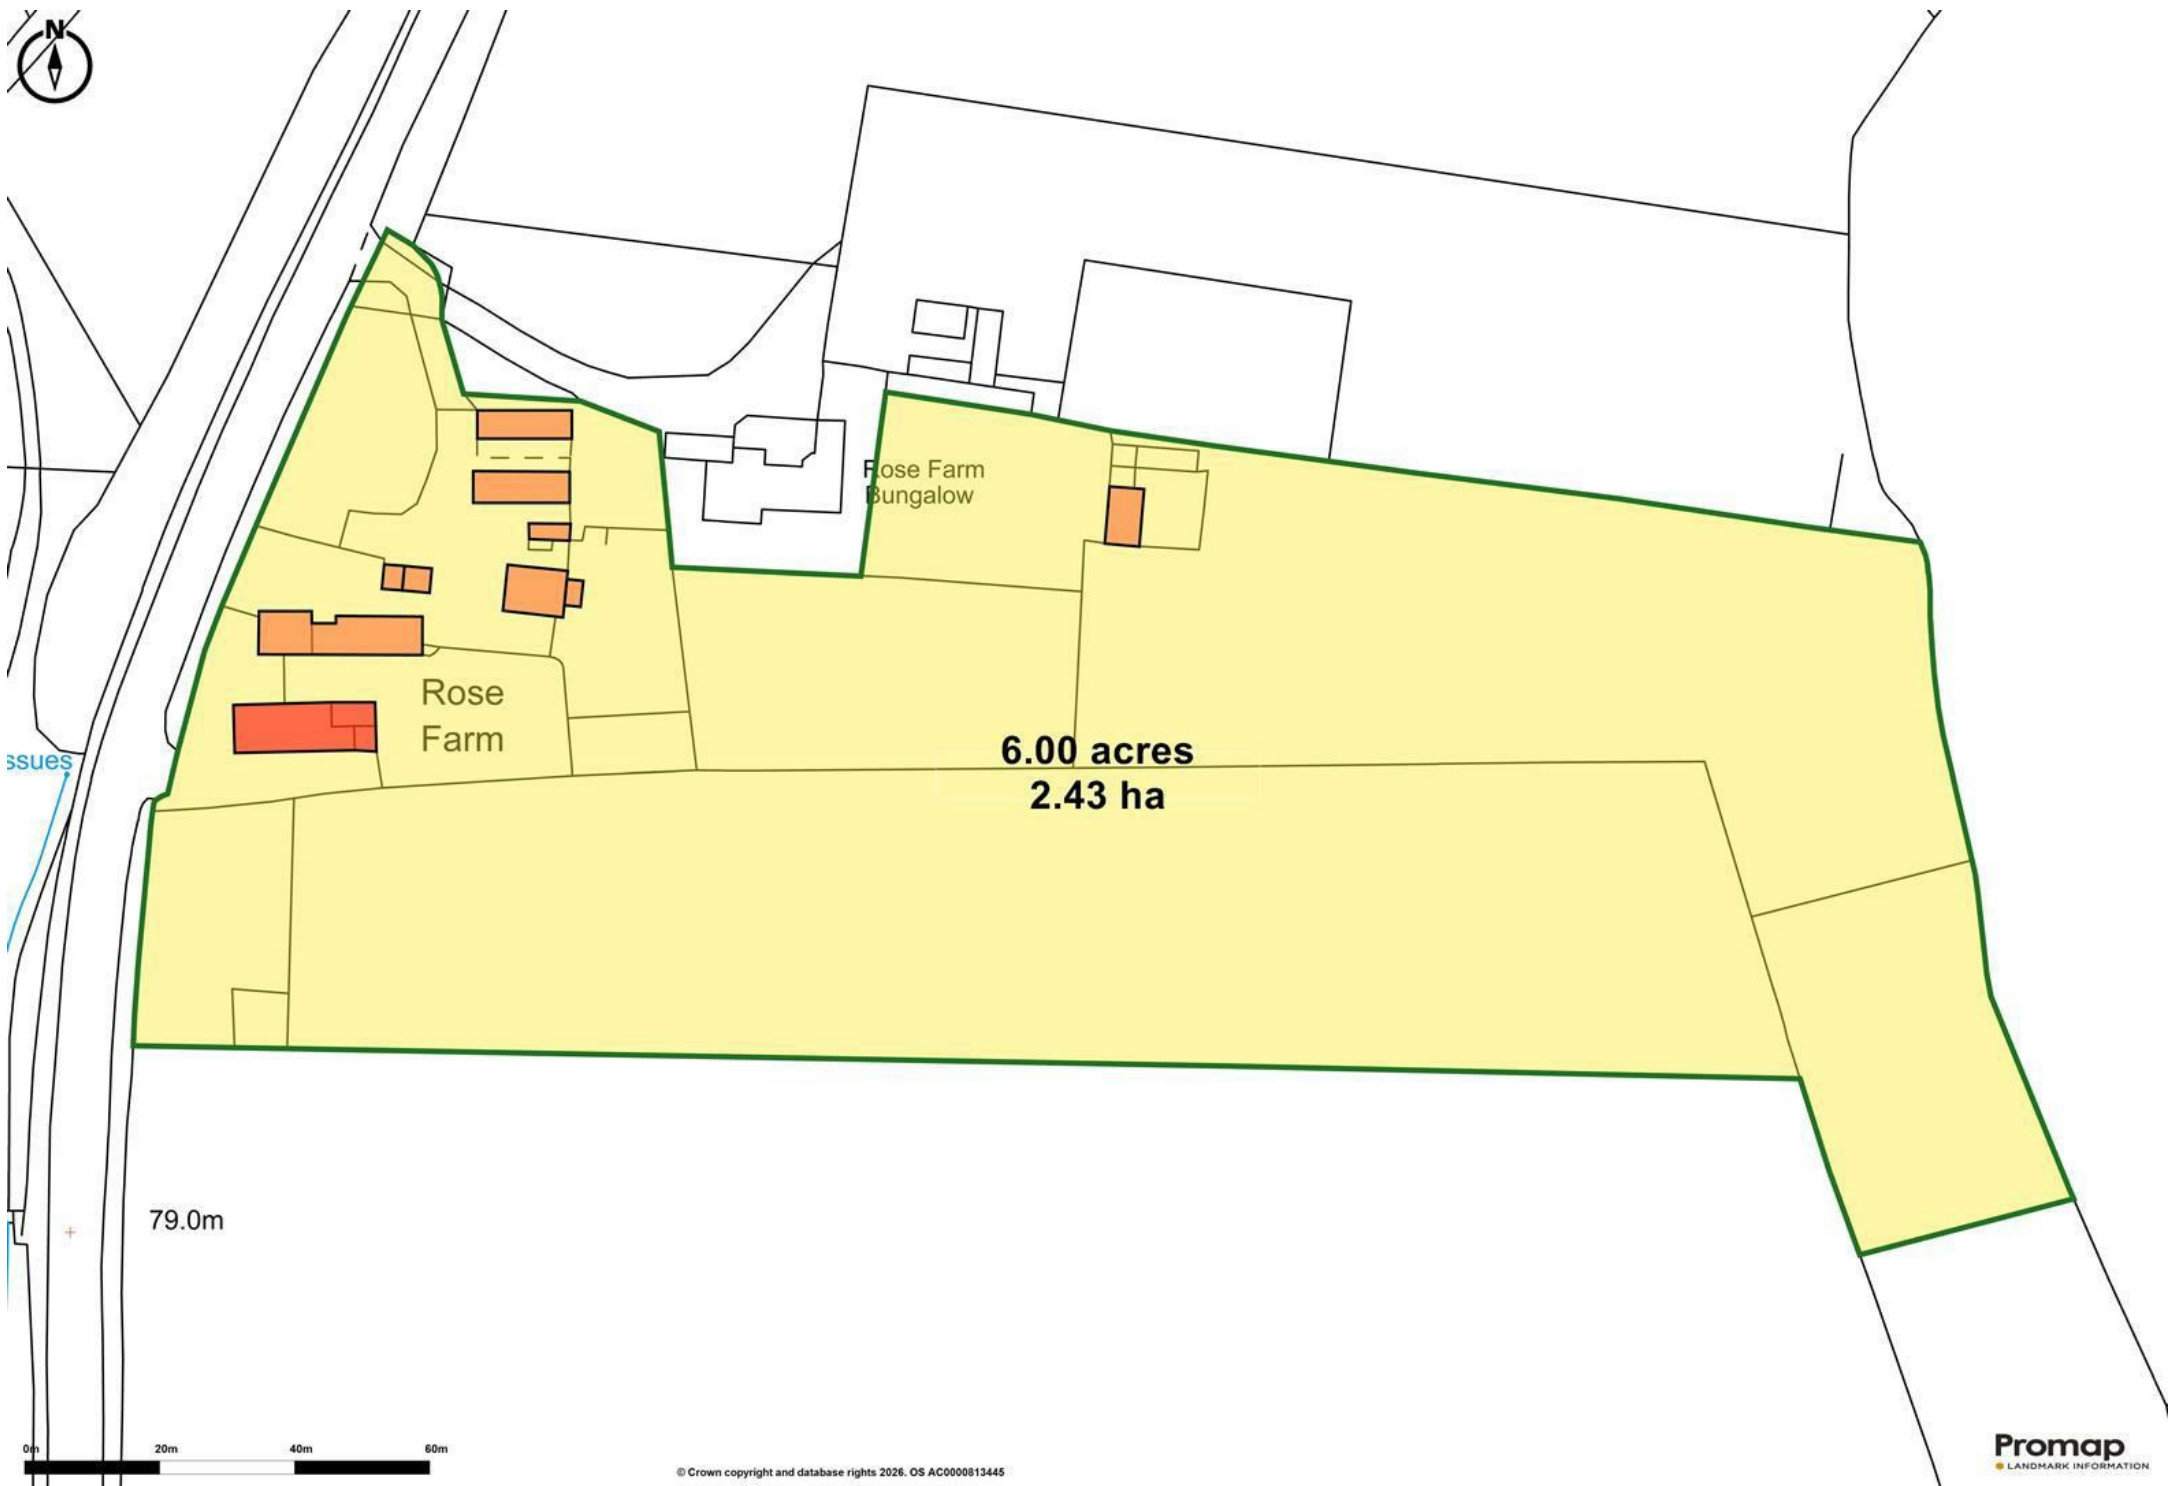 N
Rose Farm
Bungalow
Rose
Farm
6.00 acres
2.43 ha
ssues
79.0m
0m 20m 40m 60m
© Crown copyright and database rights 2026. OS AC0000813445
Promap
LANDMARK INFORMATION